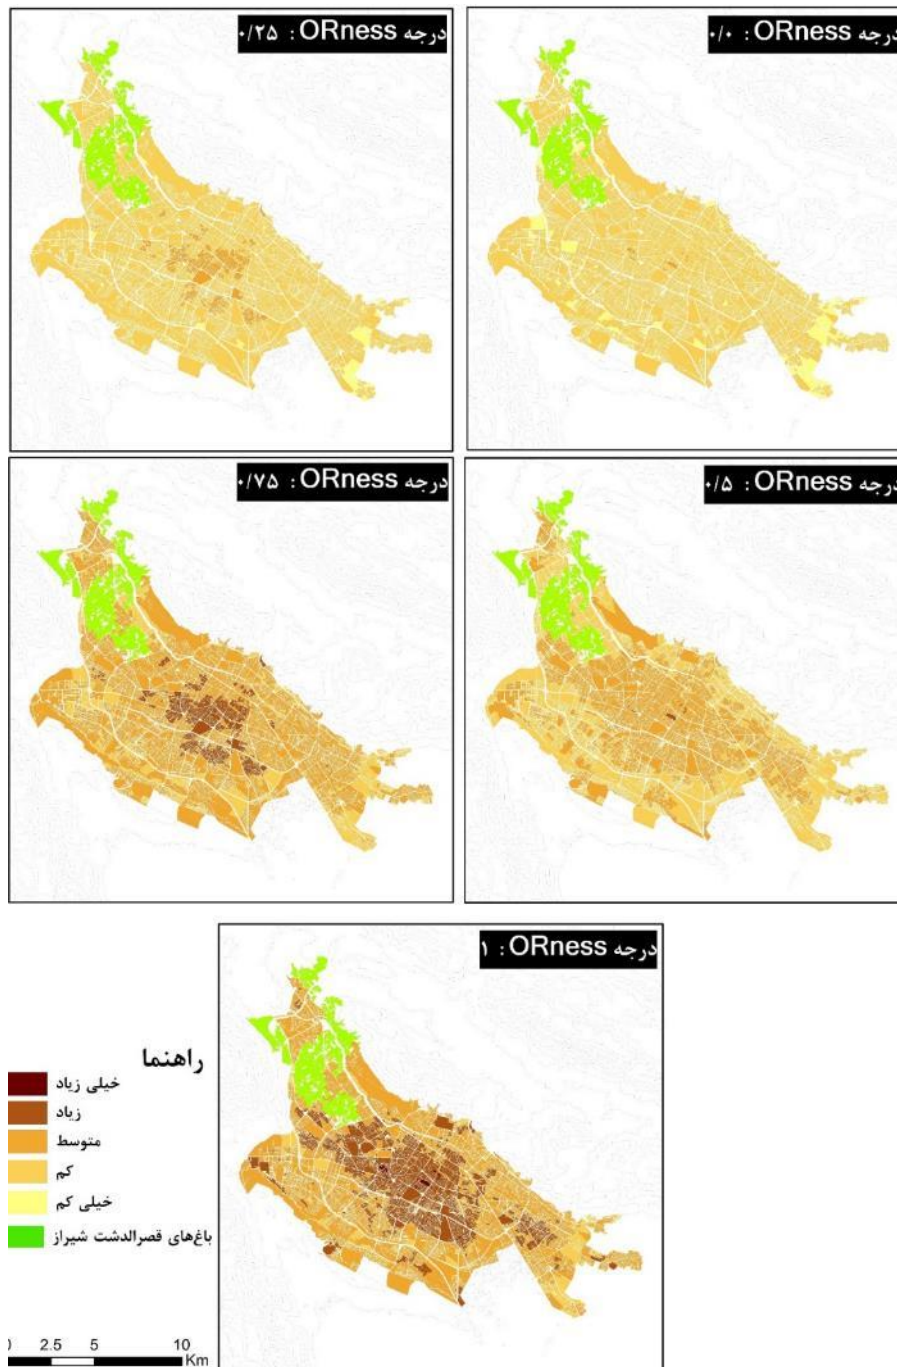 درجه ORness : ۰/۰
درجه ORness : ۰/۲۵
درجه ORness : ۰/۵
درجه ORness : ۰/۷۵
درجه ORness : ۱
راهنما
خیلی زیاد
زیاد
متوسط
کم
خیلی کم
باغ‌های قصرالدشت شیراز
0 2.5 5 10
Km